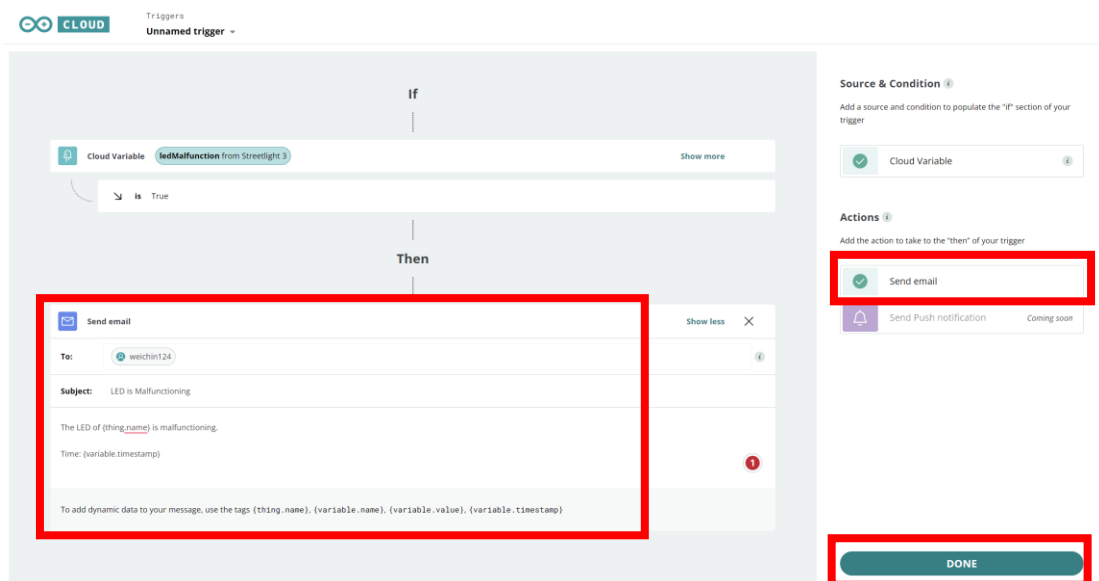 CLOUD
Triggers
Unnamed trigger
If
Cloud Variable ledMalfunction from Streetlight 3 Show more
is True
Then
Send email Show less
To: weichin124
Subject: LED is Malfunctioning
The LED of {thing.name} is malfunctioning.
Time: {variable.timestamp}
1
To add dynamic data to your message, use the tags {thing.name}, {variable.name}, {variable.value}, {variable.timestamp}
Source & Condition i
Add a source and condition to populate the "if" section of your
trigger
Cloud Variable i
Actions i
Add the action to take to the "then" of your trigger
Send email
Send Push notification Coming soon
DONE